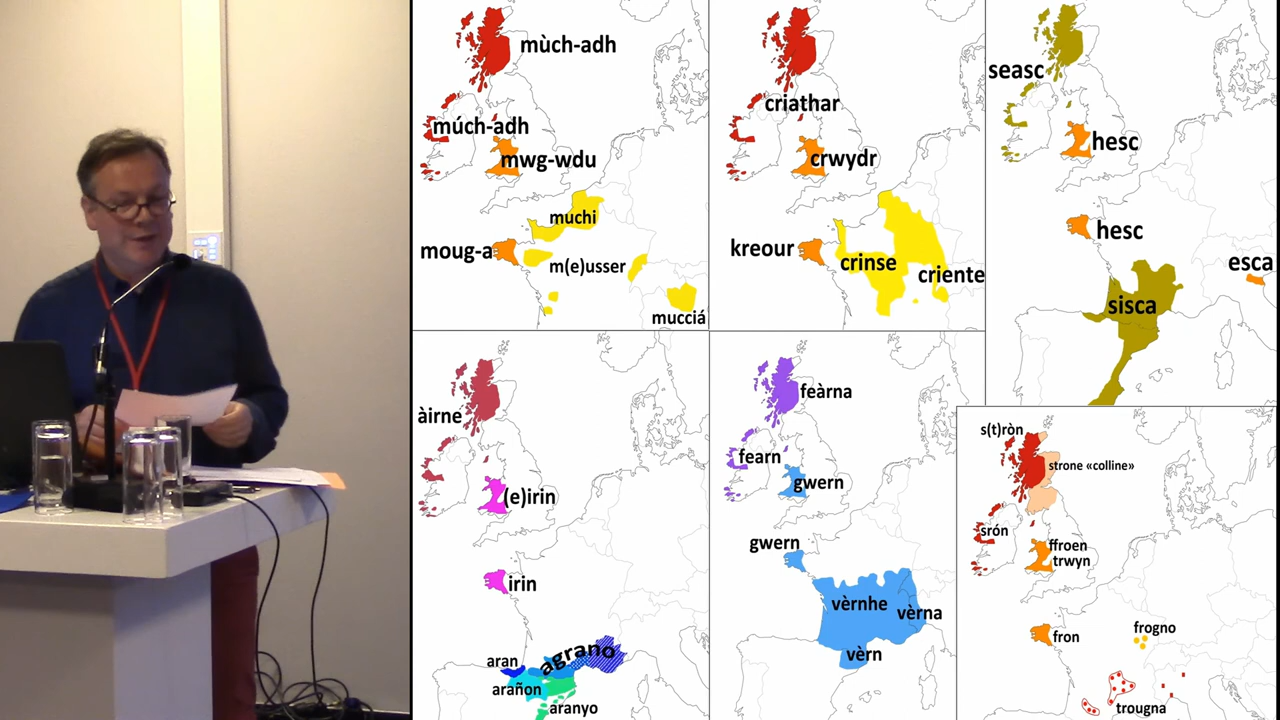 mùch-adh
múch-adh
mwg-wdu
muchi
moug-a
m(e)usser
mucciá
criathar
crwydr
kreour
crinse
criente
seasc
hesc
hesc
esca
sisca
àirne
(e)irin
irin
aran
agrano
arañon
aranyo
feàrna
fearn
gwern
gwern
vèrnhe
vèrna
vèrn
s(t)ròn
strone «colline»
srón
ffroen
trwyn
fron
frogno
trougna